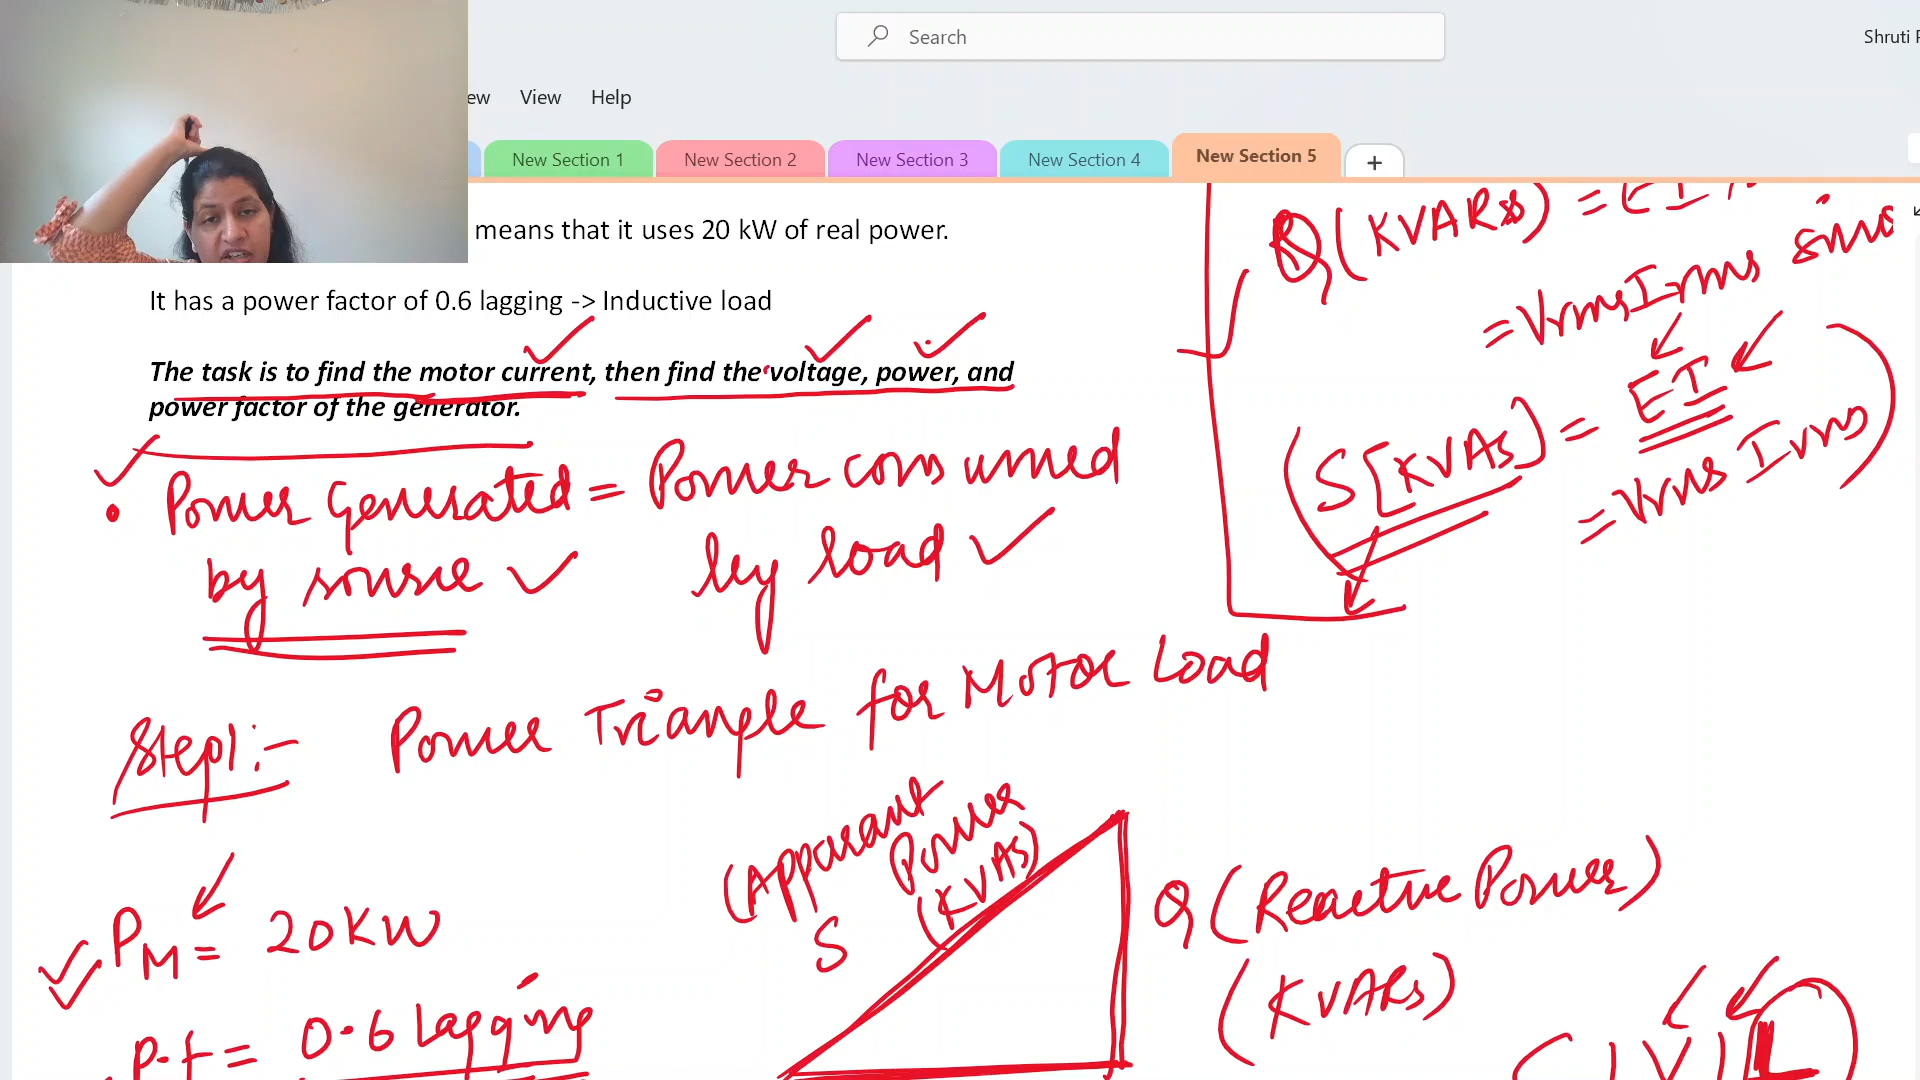 Search
Shruti
ew View Help
New Section 1 New Section 2 New Section 3 New Section 4 New Section 5 +
means that it uses 20 kW of real power.
It has a power factor of 0.6 lagging -> Inductive load
The task is to find the motor current, then find the voltage, power, and
power factor of the generator.
• Power Generated = Power consumed
by source by load
Step1:- Power Triangle for Motor Load
PM = 20KW
P.f = 0.6 lagging
(Apparant
Power
(KVAs)
S
Q (Reactive Power)
(KVARs)
Q (KVARs) = EI
= Vrms Irms sin
S[KVAs] = EI
= Vrms Irms